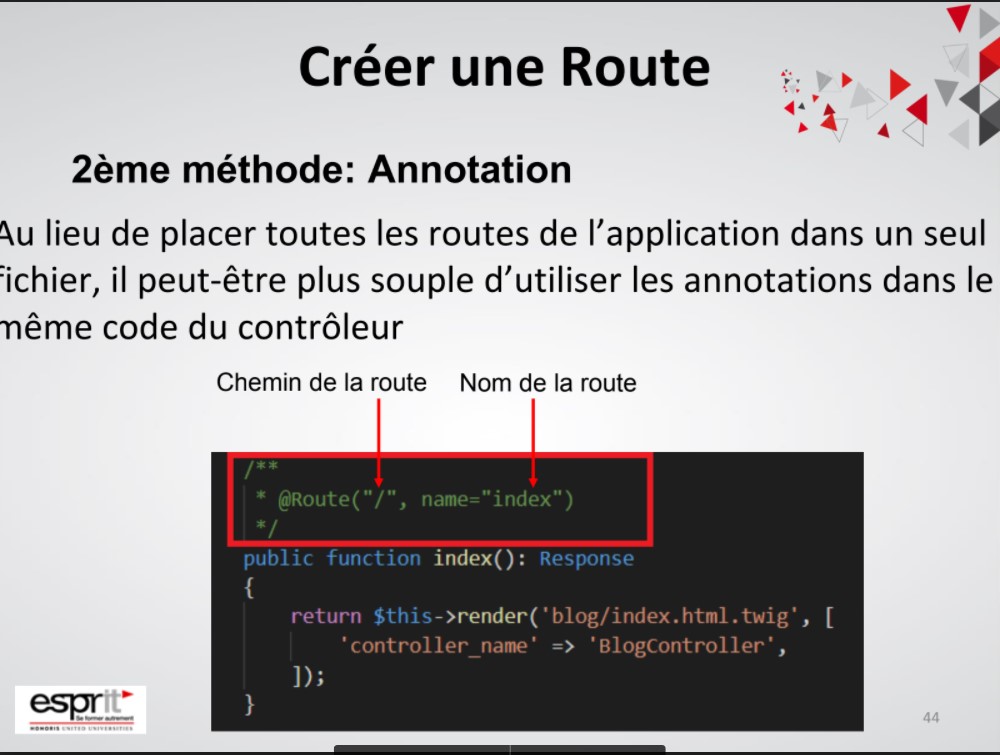 Créer une Route
2ème méthode: Annotation
Au lieu de placer toutes les routes de l’application dans un seul
fichier, il peut-être plus souple d’utiliser les annotations dans le
même code du contrôleur
Chemin de la route Nom de la route
/**
* @Route("/", name="index")
*/
public function index(): Response
{
return $this->render('blog/index.html.twig', [
'controller_name' => 'BlogController',
]);
}
esprit
Se former autrement
HONORIS UNITED UNIVERSITIES
44